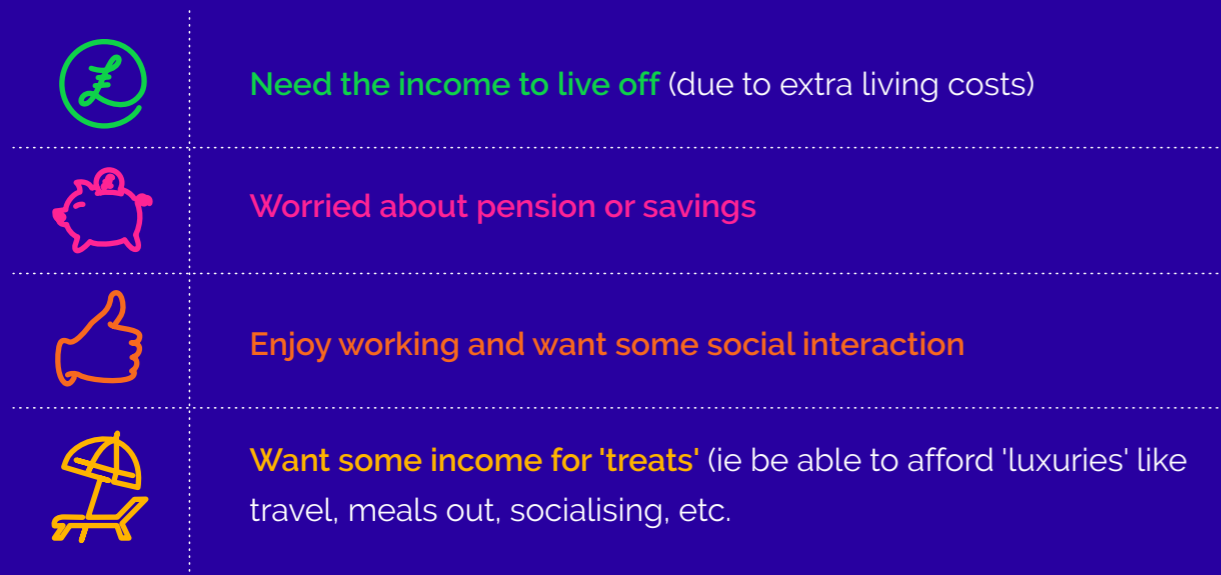 Need the income to live off (due to extra living costs)
Worried about pension or savings
Enjoy working and want some social interaction
Want some income for 'treats' (ie be able to afford 'luxuries' like
travel, meals out, socialising, etc.